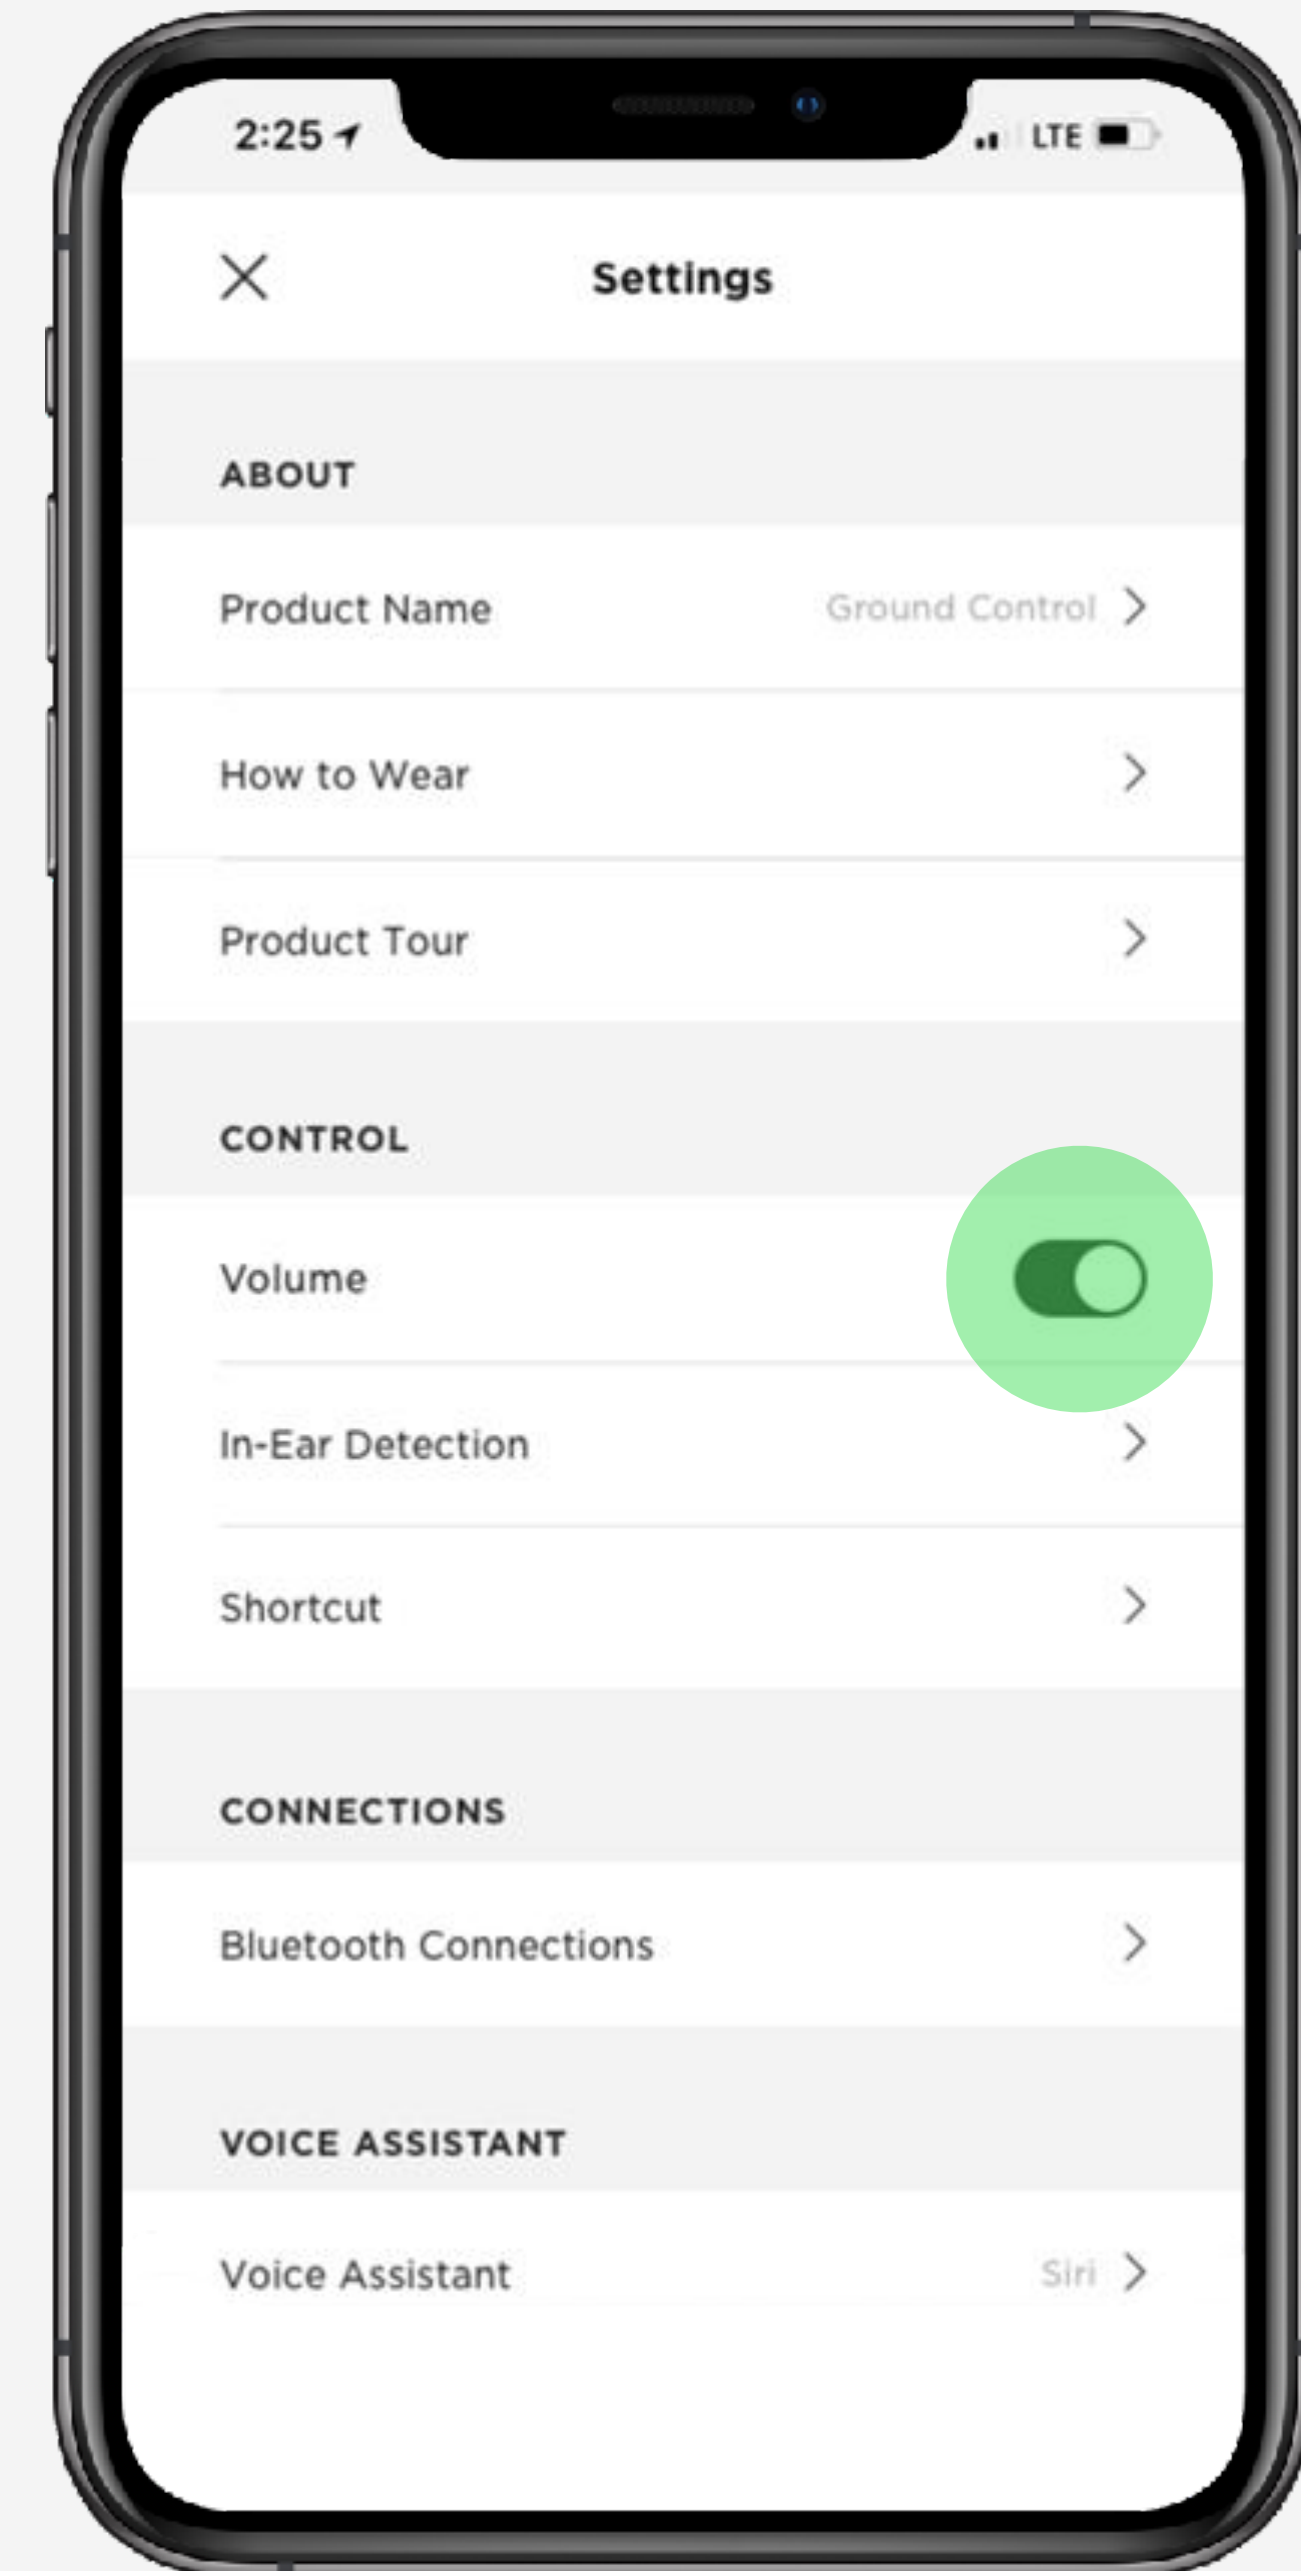 2:25
LTE
Settings
ABOUT
Product Name Ground Control
How to Wear
Product Tour
CONTROL
Volume
In-Ear Detection
Shortcut
CONNECTIONS
Bluetooth Connections
VOICE ASSISTANT
Voice Assistant Siri